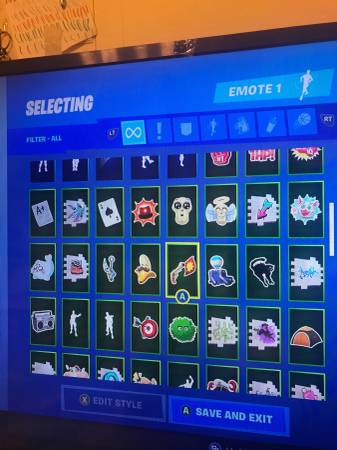 SELECTING
EMOTE 1
LT
RT
FILTER - ALL
A+
A
X EDIT STYLE
A SAVE AND EXIT